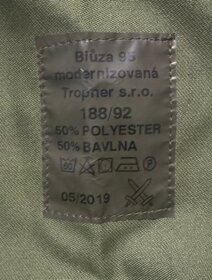 Blůza 95
modernizovaná
Tropner s.r.o.
188/92
50% POLYESTER
50% BAVLNA
05/2019